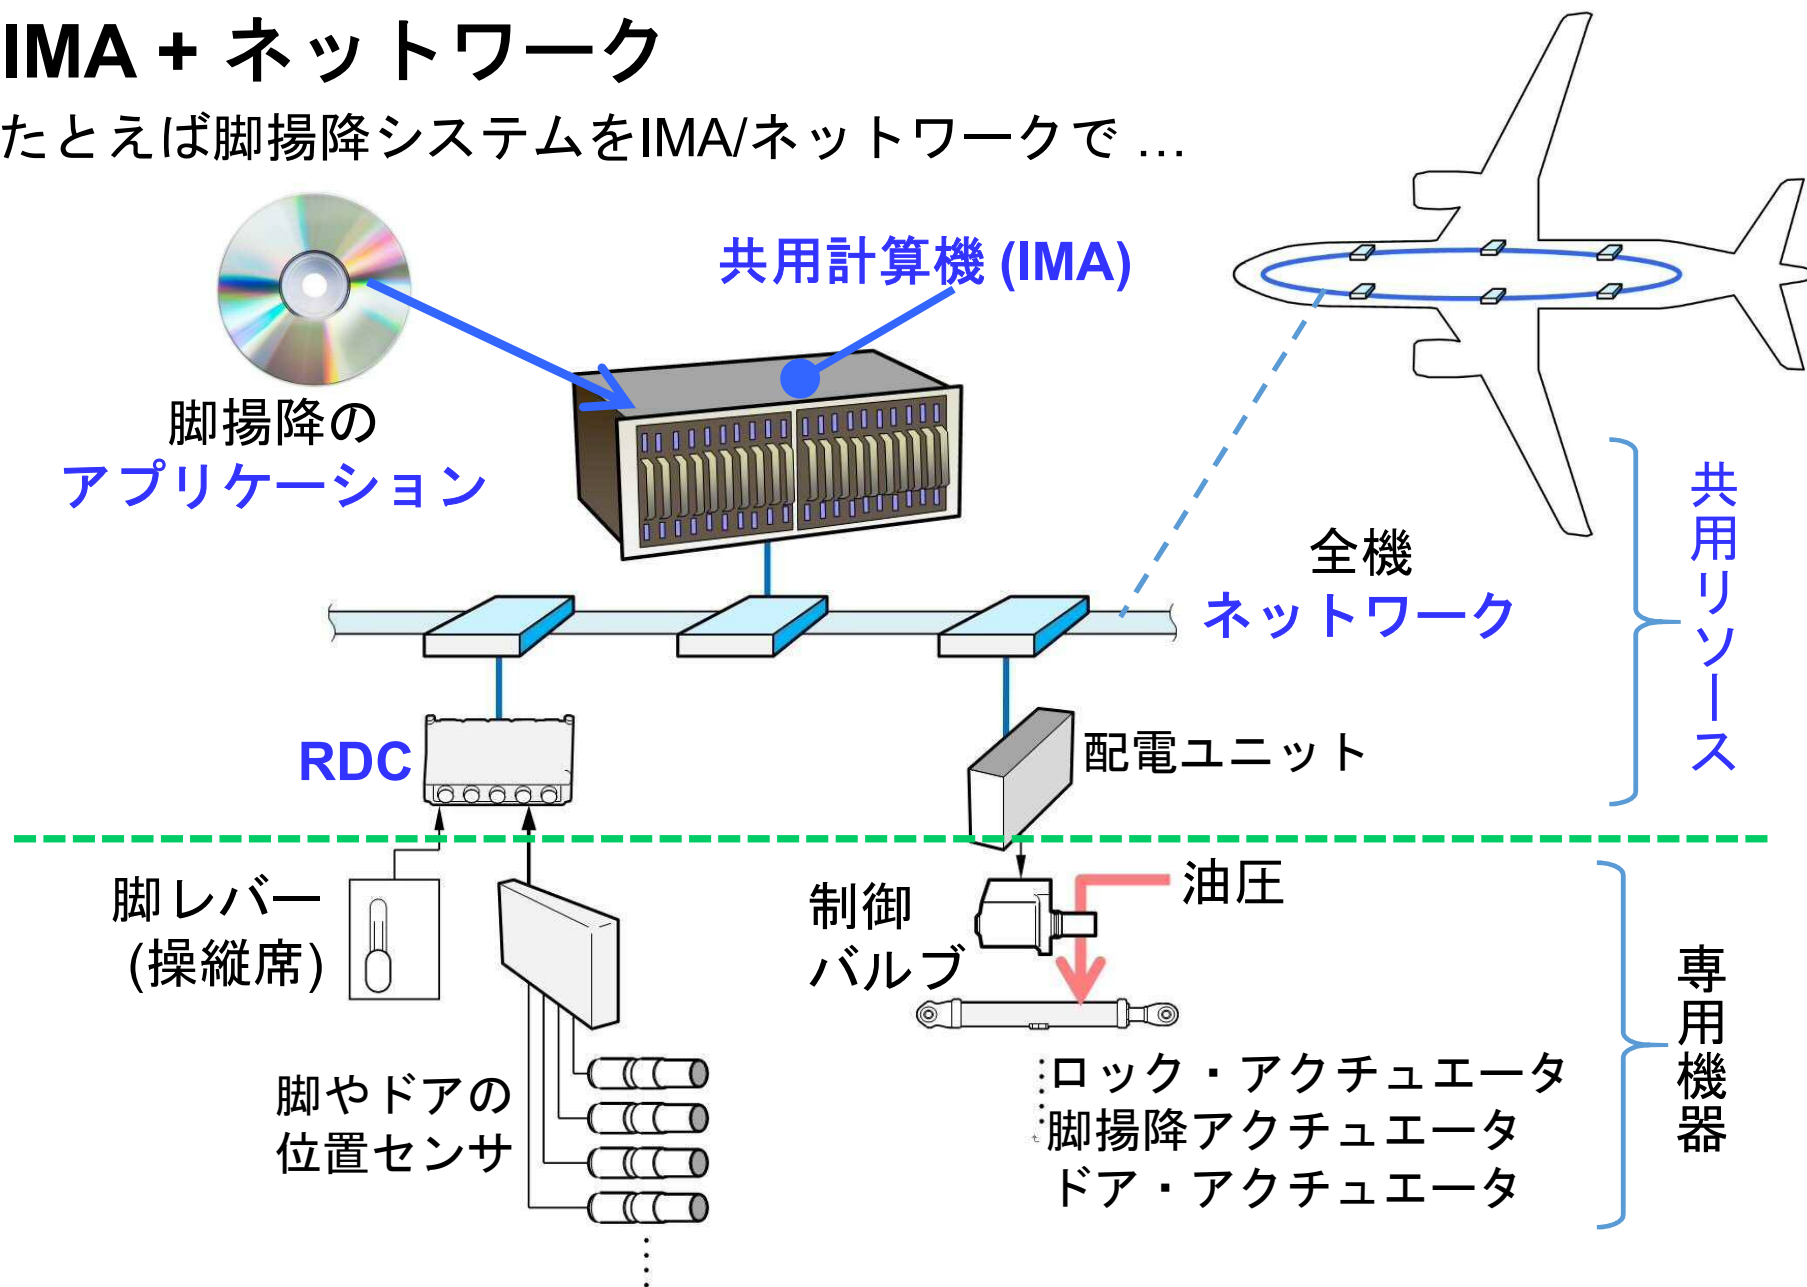 IMA + ネットワーク
たとえば脚揚降システムをIMA/ネットワークで …
共用計算機 (IMA)
脚揚降の
アプリケーション
全機
ネットワーク
共用リソース
RDC
配電ユニット
脚レバー
(操縦席)
制御
バルブ
油圧
専用機器
脚やドアの
位置センサ
ロック・アクチュエータ
脚揚降アクチュエータ
ドア・アクチュエータ